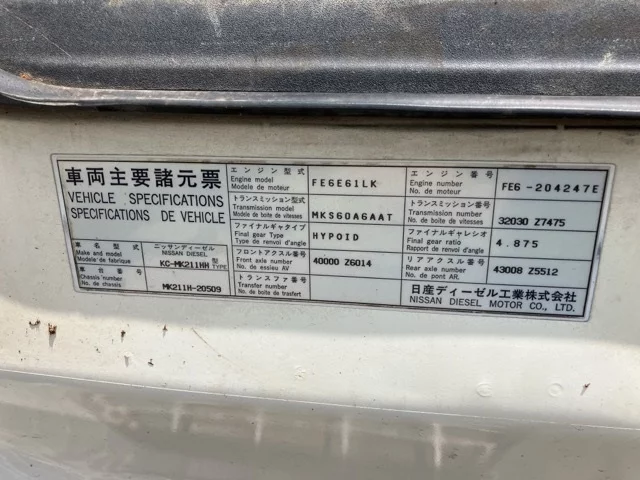 車両主要諸元票
VEHICLE SPECIFICATIONS
SPECIFICATIONS DE VEHICLE
車名型式
Make and model
Modele de fabrique
ニッサンディーゼル
NISSAN DIESEL
KC-MK211HH 型 TYPE
車台番号
Chassis number
No. de chassis
MK211H-20509
エンジン型式
Engine model
Modele de moteur
FE6E61LK
トランスミッション型式
Transmission model
Modele de boite de vitesses
MKS60A6AAT
ファイナルギヤタイプ
Final gear Type
Type de renvoi d'angle
HYPOID
フロントアクスル番号
Front axle number
No. de essieu AV
40000 Z6014
トランスファ番号
Transfer number
No. de boite de trasfert
エンジン番号
Engine number
No. de moteur
FE6-204247E
トランスミッション番号
Transmission number
No. de boite de vitesses
32030 Z7475
ファイナルギャレシオ
Final gear ratio
Rapport de renvoi d'angle
4.875
リアアクスル番号
Rear axle number
No. de pont AR.
43008 Z5512
日産ディーゼル工業株式会社
NISSAN DIESEL MOTOR CO., LTD.